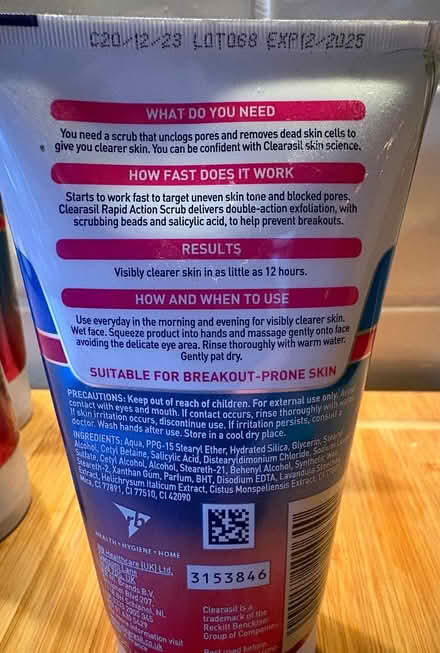 C20/12/23 LOT068 EXP12/2025
WHAT DO YOU NEED
You need a scrub that unclogs pores and removes dead skin cells to
give you clearer skin. You can be confident with Clearasil skin science.
HOW FAST DOES IT WORK
Starts to work fast to target uneven skin tone and blocked pores.
Clearasil Rapid Action Scrub delivers double-action exfoliation, with
scrubbing beads and salicylic acid, to help prevent breakouts.
RESULTS
Visibly clearer skin in as little as 12 hours.
HOW AND WHEN TO USE
Use everyday in the morning and evening for visibly clearer skin.
Wet face. Squeeze product into hands and massage gently onto face
avoiding the delicate eye area. Rinse thoroughly with warm water.
Gently pat dry.
SUITABLE FOR BREAKOUT-PRONE SKIN
PRECAUTIONS: Keep out of reach of children. For external use only.
contact with eyes and mouth. If contact occurs, rinse thoroughly with
If skin irritation occurs, discontinue use. If irritation persists, consult a
doctor. Wash hands after use. Store in a cool dry place.
INGREDIENTS: Aqua, PPG-15 Stearyl Ether, Hydrated Silica, Glycerin,
Alcohol, Cetyl Betaine, Salicylic Acid, Distearyldimonium Chloride, Sodium
Sulfate, Cetyl Alcohol, Alcohol, Steareth-21, Behenyl Alcohol, Synthetic
Steareth-2, Xanthan Gum, Parfum, BHT, Disodium EDTA, Lavandula
Extract, Helichrysum Italicum Extract, Cistus Monspeliensis Extract,
Mica, CI 77891, CI 77510, CI 42090
rb
HEALTH • HYGIENE • HOME
Healthcare (UK) Ltd,
3153846
Clearasil is a
trademark of the
Reckitt Benckiser
Group of Companies
Best used before